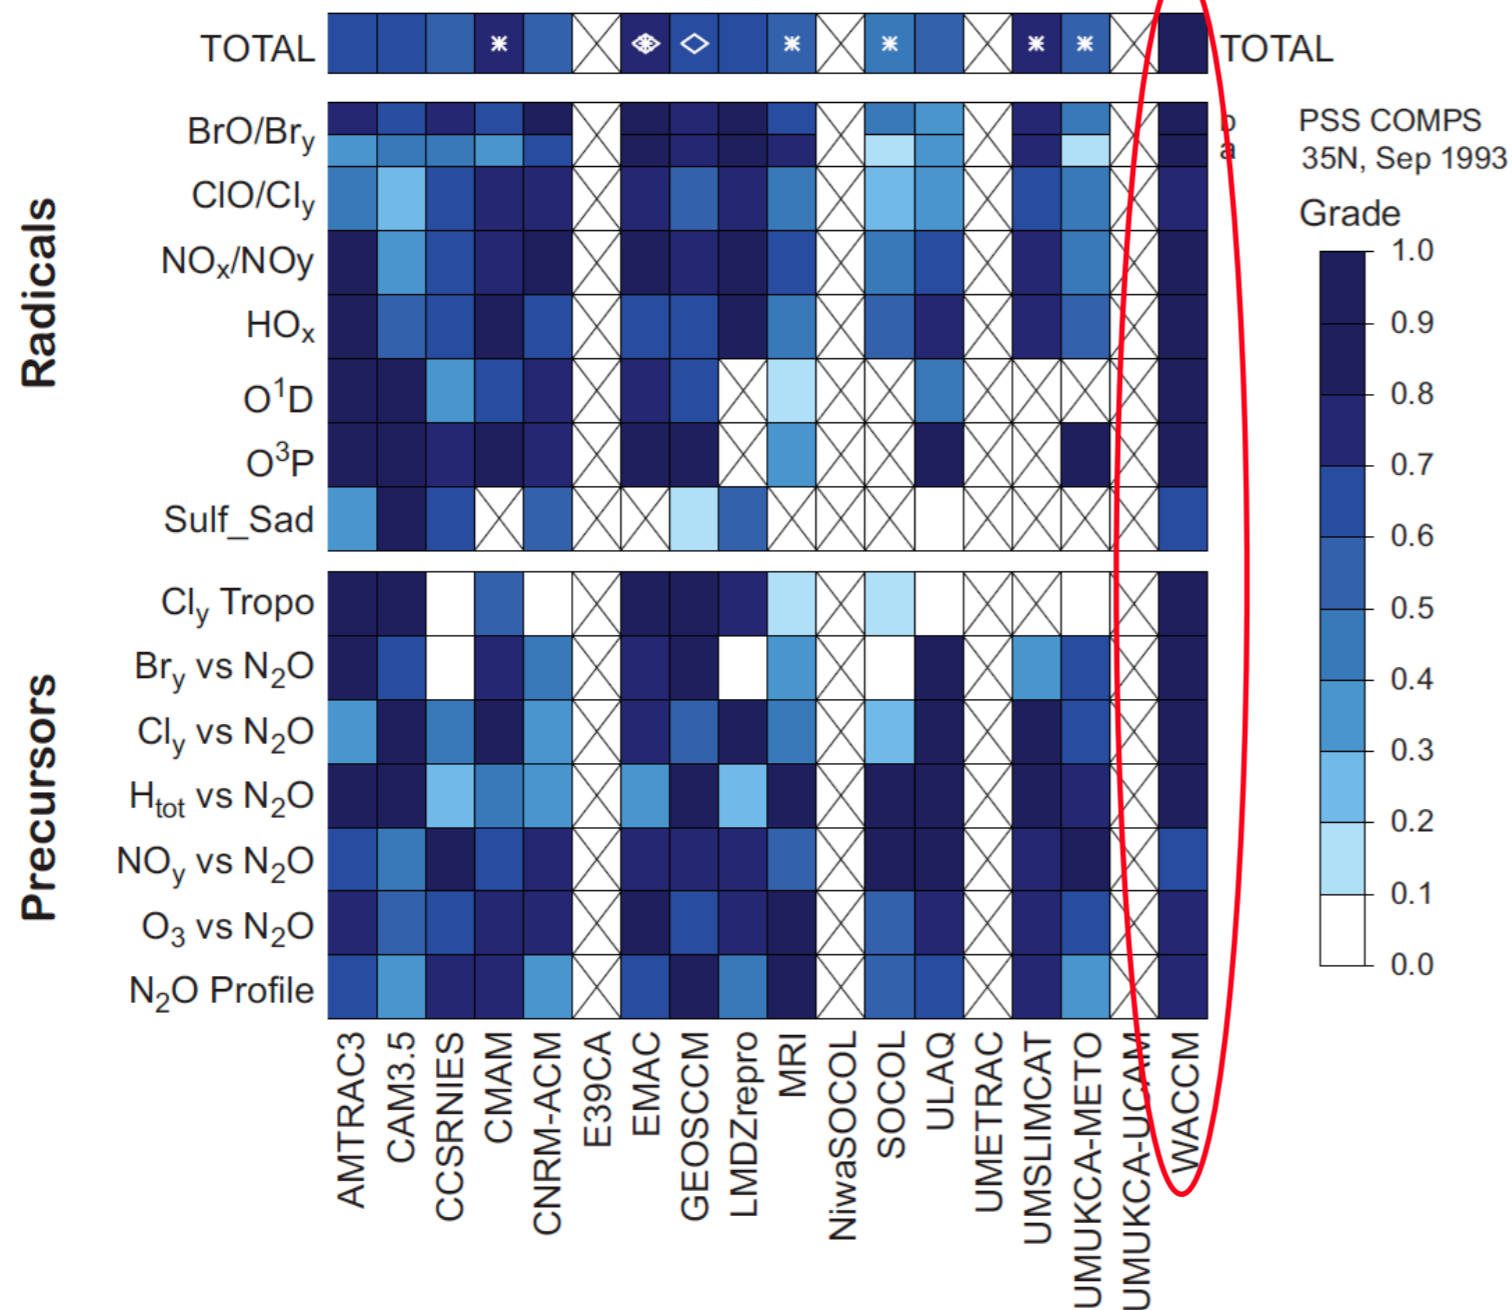 TOTAL
TOTAL
Radicals
BrO/Bry
b
a
ClO/Cly
NOx/NOy
HOx
O1D
O3P
Sulf_Sad
PSS COMPS
35N, Sep 1993
Grade
1.0
0.9
0.8
0.7
0.6
0.5
0.4
0.3
0.2
0.1
0.0
Precursors
Cly Tropo
Bry vs N2O
Cly vs N2O
Htot vs N2O
NOy vs N2O
O3 vs N2O
N2O Profile
AMTRAC3
CAM3.5
CCSRNIES
CMAM
CNRM-ACM
E39CA
EMAC
GEOSCCM
LMDZrepro
MRI
NiwaSOCOL
SOCOL
ULAQ
UMETRAC
UMSLIMCAT
UMUKCA-METO
UMUKCA-UCAM
WACCM